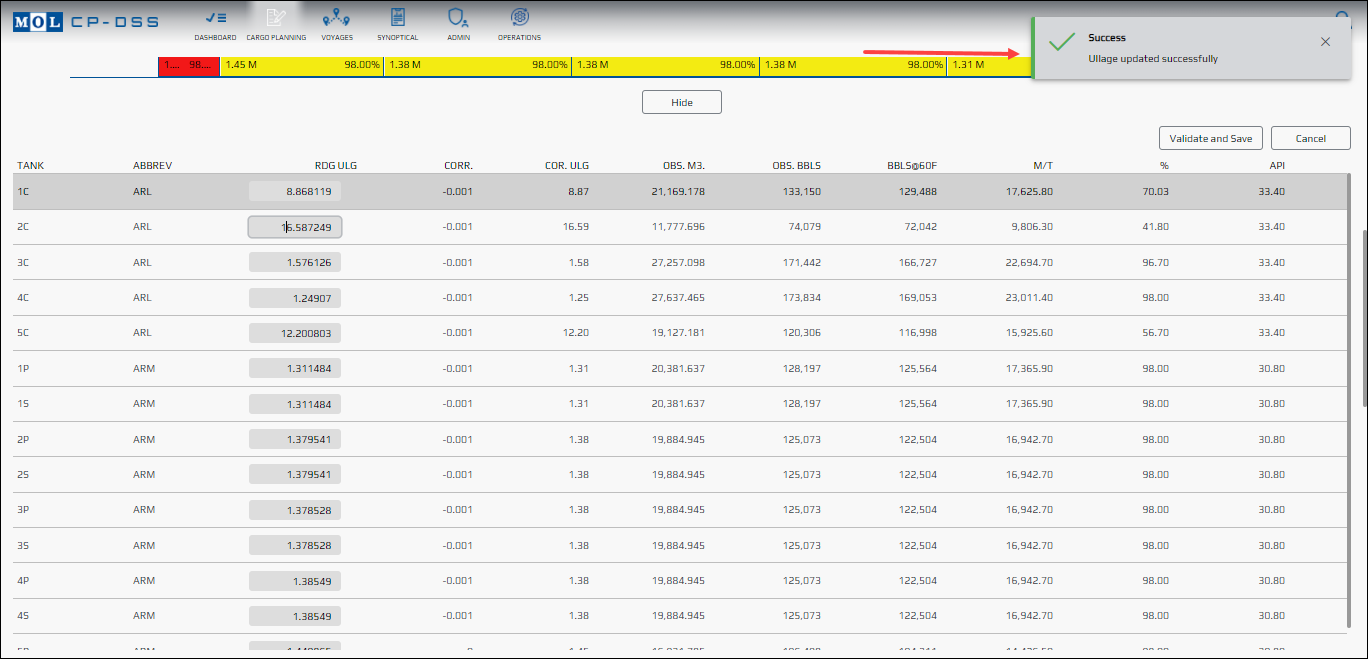 MOL CP-DSS
DASHBOARD CARGO PLANNING VOYAGES SYNOPTICAL ADMIN OPERATIONS
Success
Ullage updated successfully
1.... 98.... 1.45 M 98.00% 1.38 M 98.00% 1.38 M 98.00% 1.38 M 98.00% 1.31 M
Hide
Validate and Save Cancel
TANK ABBREV RDG ULG CORR. COR. ULG OBS. M3. OBS. BBLS BBLS@60F M/T % API
1C ARL 8.868119 -0.001 8.87 21,169.178 133,150 129,488 17,625.80 70.03 33.40
2C ARL 16.587249 -0.001 16.59 11,777.696 74,079 72,042 9,806.30 41.80 33.40
3C ARL 1.576126 -0.001 1.58 27,257.098 171,442 166,727 22,694.70 96.70 33.40
4C ARL 1.24907 -0.001 1.25 27,637.465 173,834 169,053 23,011.40 98.00 33.40
5C ARL 12.200803 -0.001 12.20 19,127.181 120,306 116,998 15,925.60 56.70 33.40
1P ARM 1.311484 -0.001 1.31 20,381.637 128,197 125,564 17,365.90 98.00 30.80
1S ARM 1.311484 -0.001 1.31 20,381.637 128,197 125,564 17,365.90 98.00 30.80
2P ARM 1.379541 -0.001 1.38 19,884.945 125,073 122,504 16,942.70 98.00 30.80
2S ARM 1.379541 -0.001 1.38 19,884.945 125,073 122,504 16,942.70 98.00 30.80
3P ARM 1.378528 -0.001 1.38 19,884.945 125,073 122,504 16,942.70 98.00 30.80
3S ARM 1.378528 -0.001 1.38 19,884.945 125,073 122,504 16,942.70 98.00 30.80
4P ARM 1.38549 -0.001 1.38 19,884.945 125,073 122,504 16,942.70 98.00 30.80
4S ARM 1.38549 -0.001 1.38 19,884.945 125,073 122,504 16,942.70 98.00 30.80